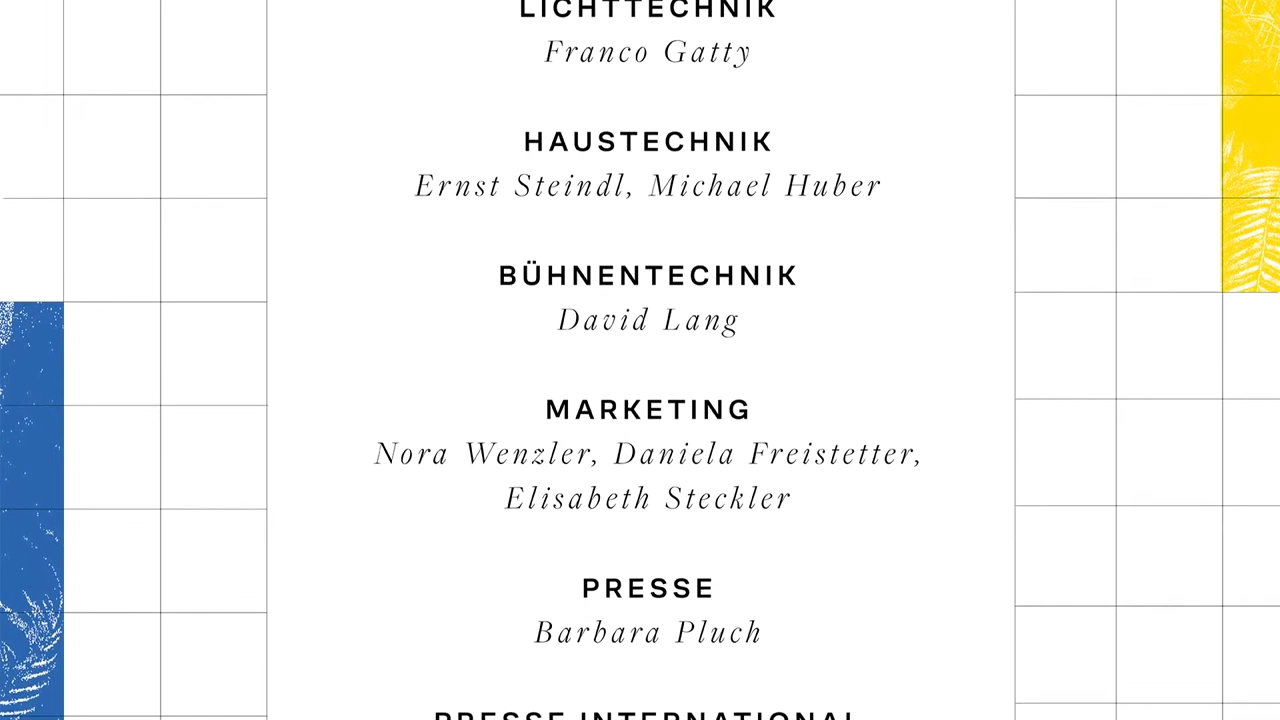 LICHTTECHNIK
Franco Gatty
HAUSTECHNIK
Ernst Steindl, Michael Huber
BÜHNENTECHNIK
David Lang
MARKETING
Nora Wenzler, Daniela Freistetter,
Elisabeth Steckler
PRESSE
Barbara Pluch
PRESSE INTERNATIONAL